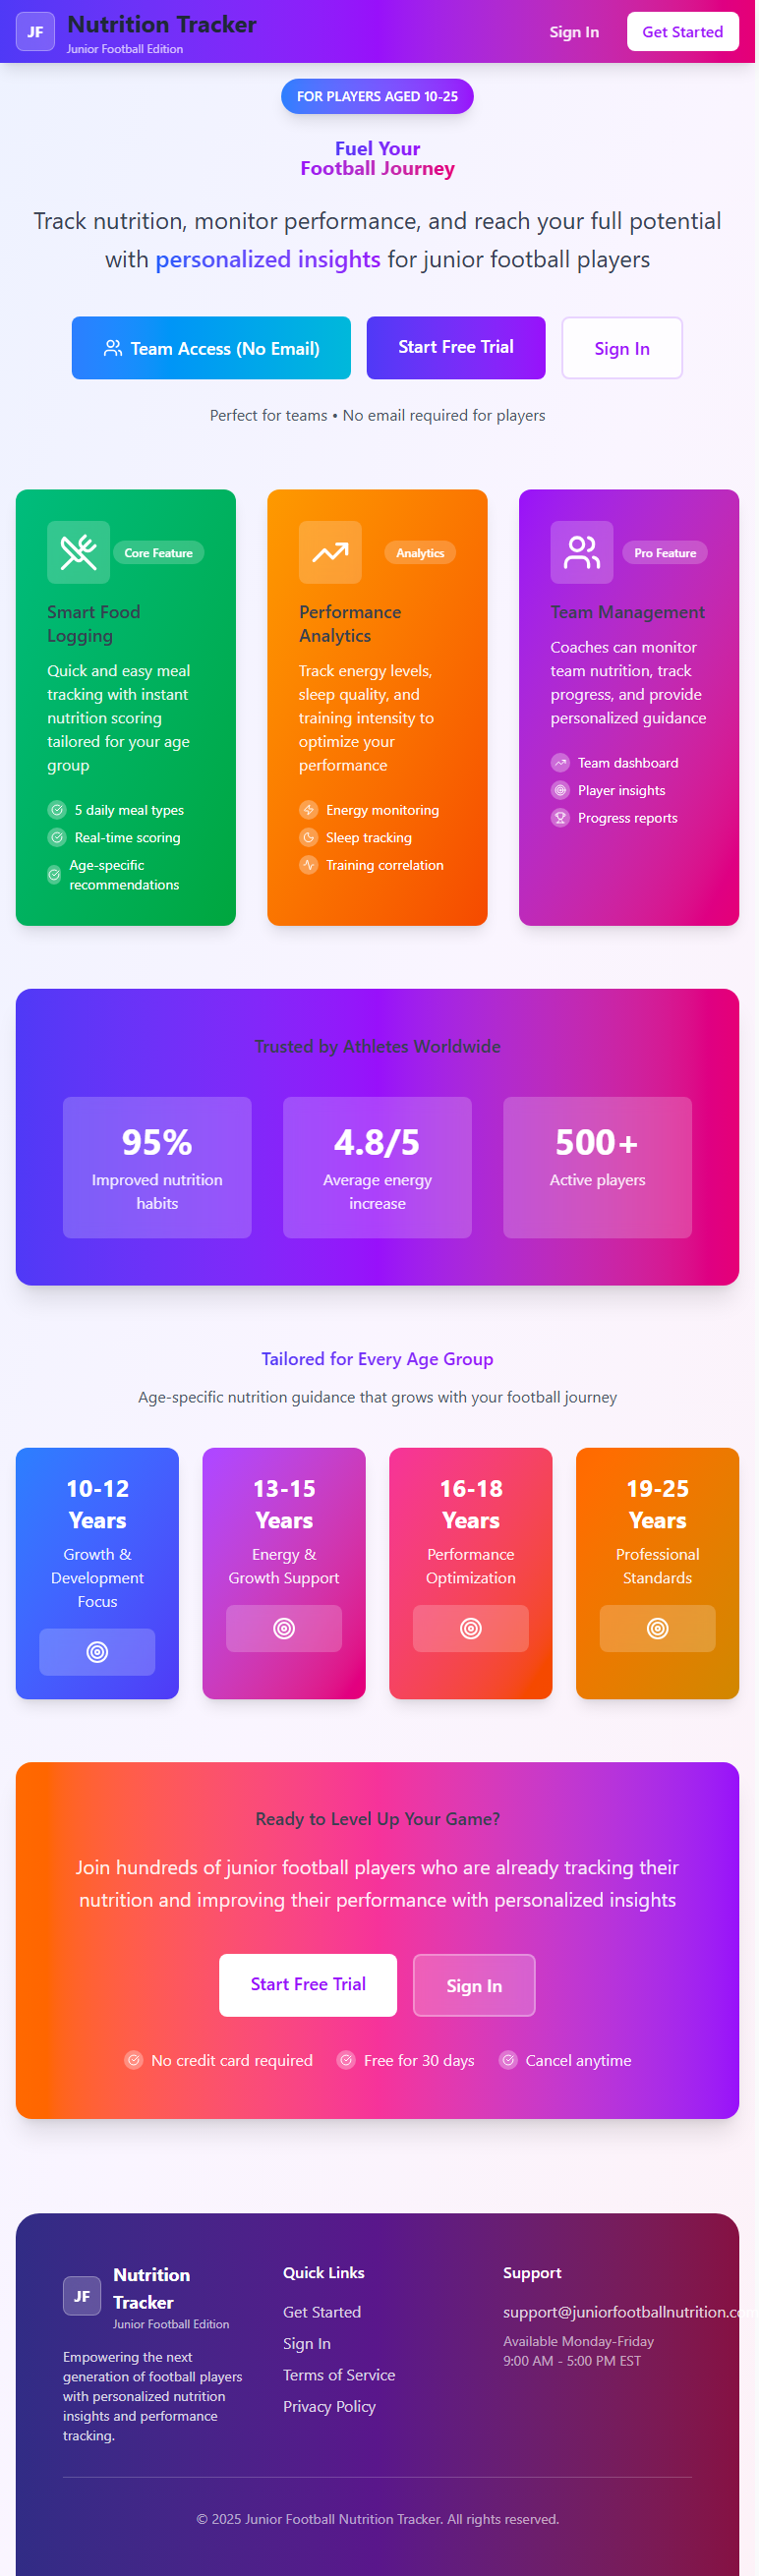 JF
Nutrition Tracker
Junior Football Edition
Sign In
Get Started
FOR PLAYERS AGED 10-25
Fuel Your
Football Journey
Track nutrition, monitor performance, and reach your full potential
with personalized insights for junior football players
Team Access (No Email)
Start Free Trial
Sign In
Perfect for teams • No email required for players
Core Feature
Smart Food
Logging
Quick and easy meal
tracking with instant
nutrition scoring
tailored for your age
group
5 daily meal types
Real-time scoring
Age-specific
recommendations
Analytics
Performance
Analytics
Track energy levels,
sleep quality, and
training intensity to
optimize your
performance
Energy monitoring
Sleep tracking
Training correlation
Pro Feature
Team Management
Coaches can monitor
team nutrition, track
progress, and provide
personalized guidance
Team dashboard
Player insights
Progress reports
Trusted by Athletes Worldwide
95%
Improved nutrition
habits
4.8/5
Average energy
increase
500+
Active players
Tailored for Every Age Group
Age-specific nutrition guidance that grows with your football journey
10-12
Years
Growth &
Development
Focus
13-15
Years
Energy &
Growth Support
16-18
Years
Performance
Optimization
19-25
Years
Professional
Standards
Ready to Level Up Your Game?
Join hundreds of junior football players who are already tracking their
nutrition and improving their performance with personalized insights
Start Free Trial
Sign In
No credit card required
Free for 30 days
Cancel anytime
JF
Nutrition
Tracker
Junior Football Edition
Empowering the next
generation of football players
with personalized nutrition
insights and performance
tracking.
Quick Links
Get Started
Sign In
Terms of Service
Privacy Policy
Support
support@juniorfootballnutrition.com
Available Monday-Friday
9:00 AM - 5:00 PM EST
© 2025 Junior Football Nutrition Tracker. All rights reserved.